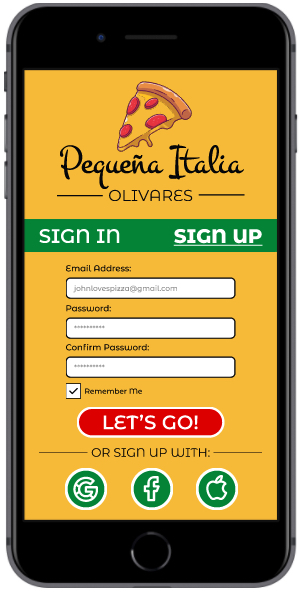 Pequeña Italia
OLIVARES
SIGN IN SIGN UP
Email Address:
johnlovespizza@gmail.com
Password:
**********
Confirm Password:
**********
Remember Me
LET'S GO!
OR SIGN UP WITH:
G f